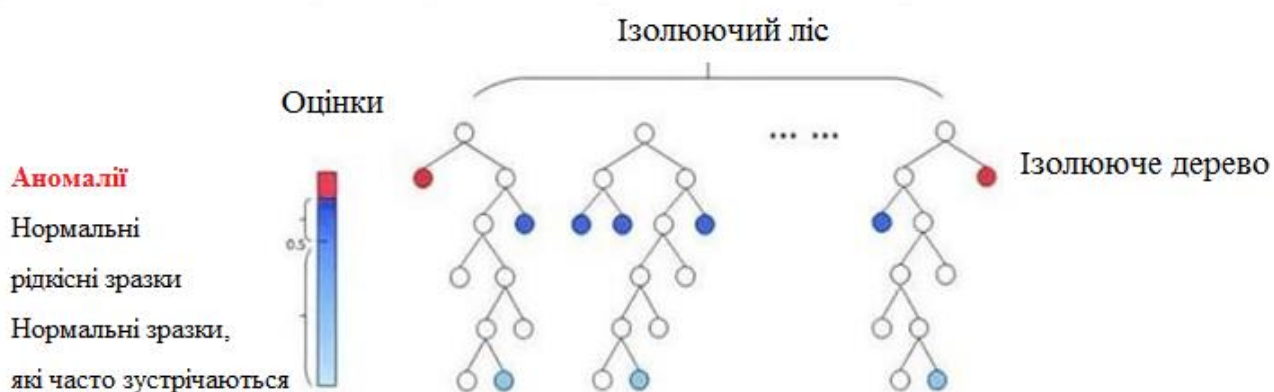 Ізолюючий ліс
Оцінки
... ...
Ізолююче дерево
Аномалії
Нормальні
0.5
рідкісні зразки
Нормальні зразки,
які часто зустрічаються